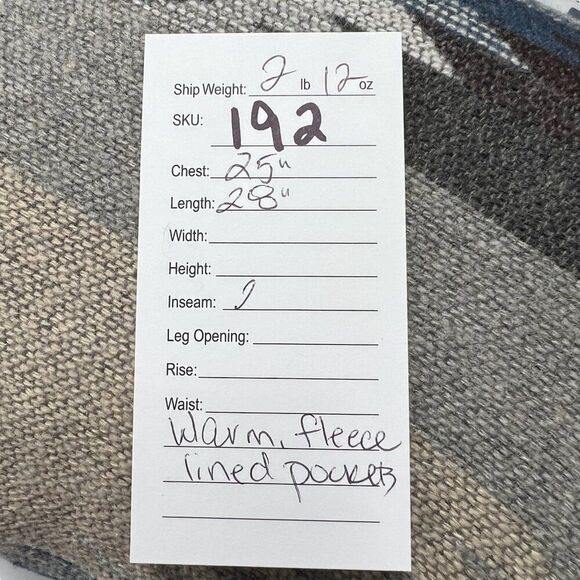 Ship Weight: 2 lb 12 oz
SKU: 192
Chest: 25"
Length: 28"
Width:
Height:
Inseam:
Leg Opening:
Rise:
Waist:
Warm, fleece
lined pockets